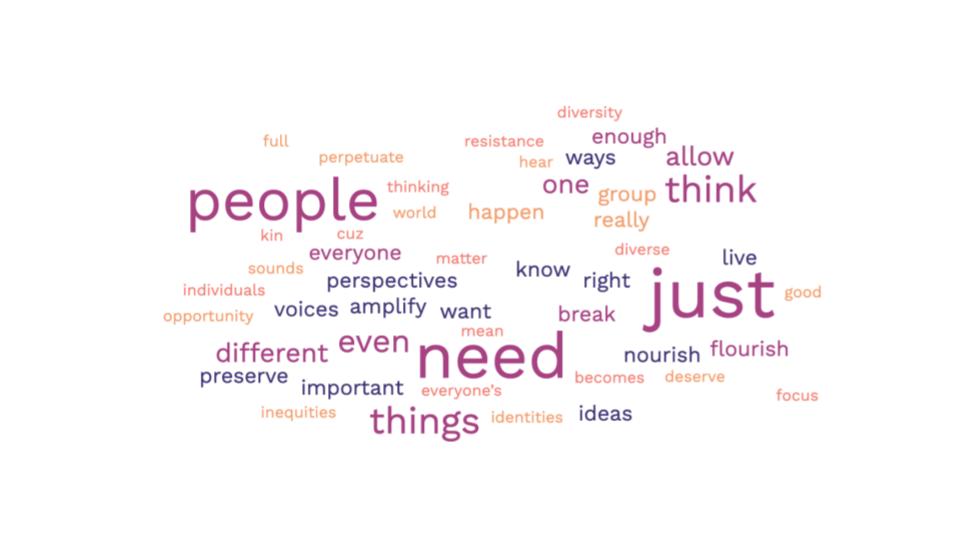 diversity
full
resistance
enough
perpetuate
hear
ways
allow
people
thinking
one
group
think
world
happen
really
kin
cuz
everyone
matter
diverse
live
sounds
perspectives
know
right
just
good
individuals
opportunity
voices
amplify
want
break
mean
different
even
need
nourish
flourish
preserve
important
everyone's
becomes
deserve
focus
inequities
things
identities
ideas